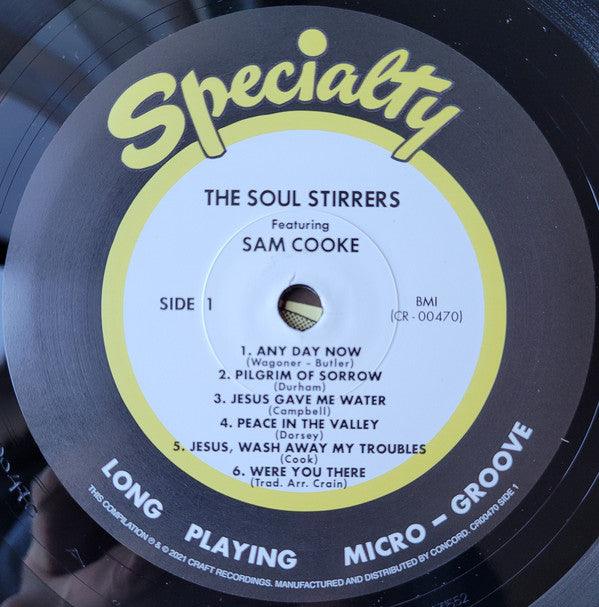 Specialty
THE SOUL STIRRERS
Featuring
SAM COOKE
SIDE 1
BMI
(CR - 00470)
1. ANY DAY NOW
(Wagoner - Butler)
2. PILGRIM OF SORROW
(Durham)
3. JESUS GAVE ME WATER
(Campbell)
4. PEACE IN THE VALLEY
(Dorsey)
5. JESUS, WASH AWAY MY TROUBLES
(Cook)
6. WERE YOU THERE
(Trad. Arr. Crain)
LONG PLAYING MICRO - GROOVE
THIS COMPILATION ℗ & © 2021 CRAFT RECORDINGS. MANUFACTURED AND DISTRIBUTED BY CONCORD. CR00470 SIDE 1